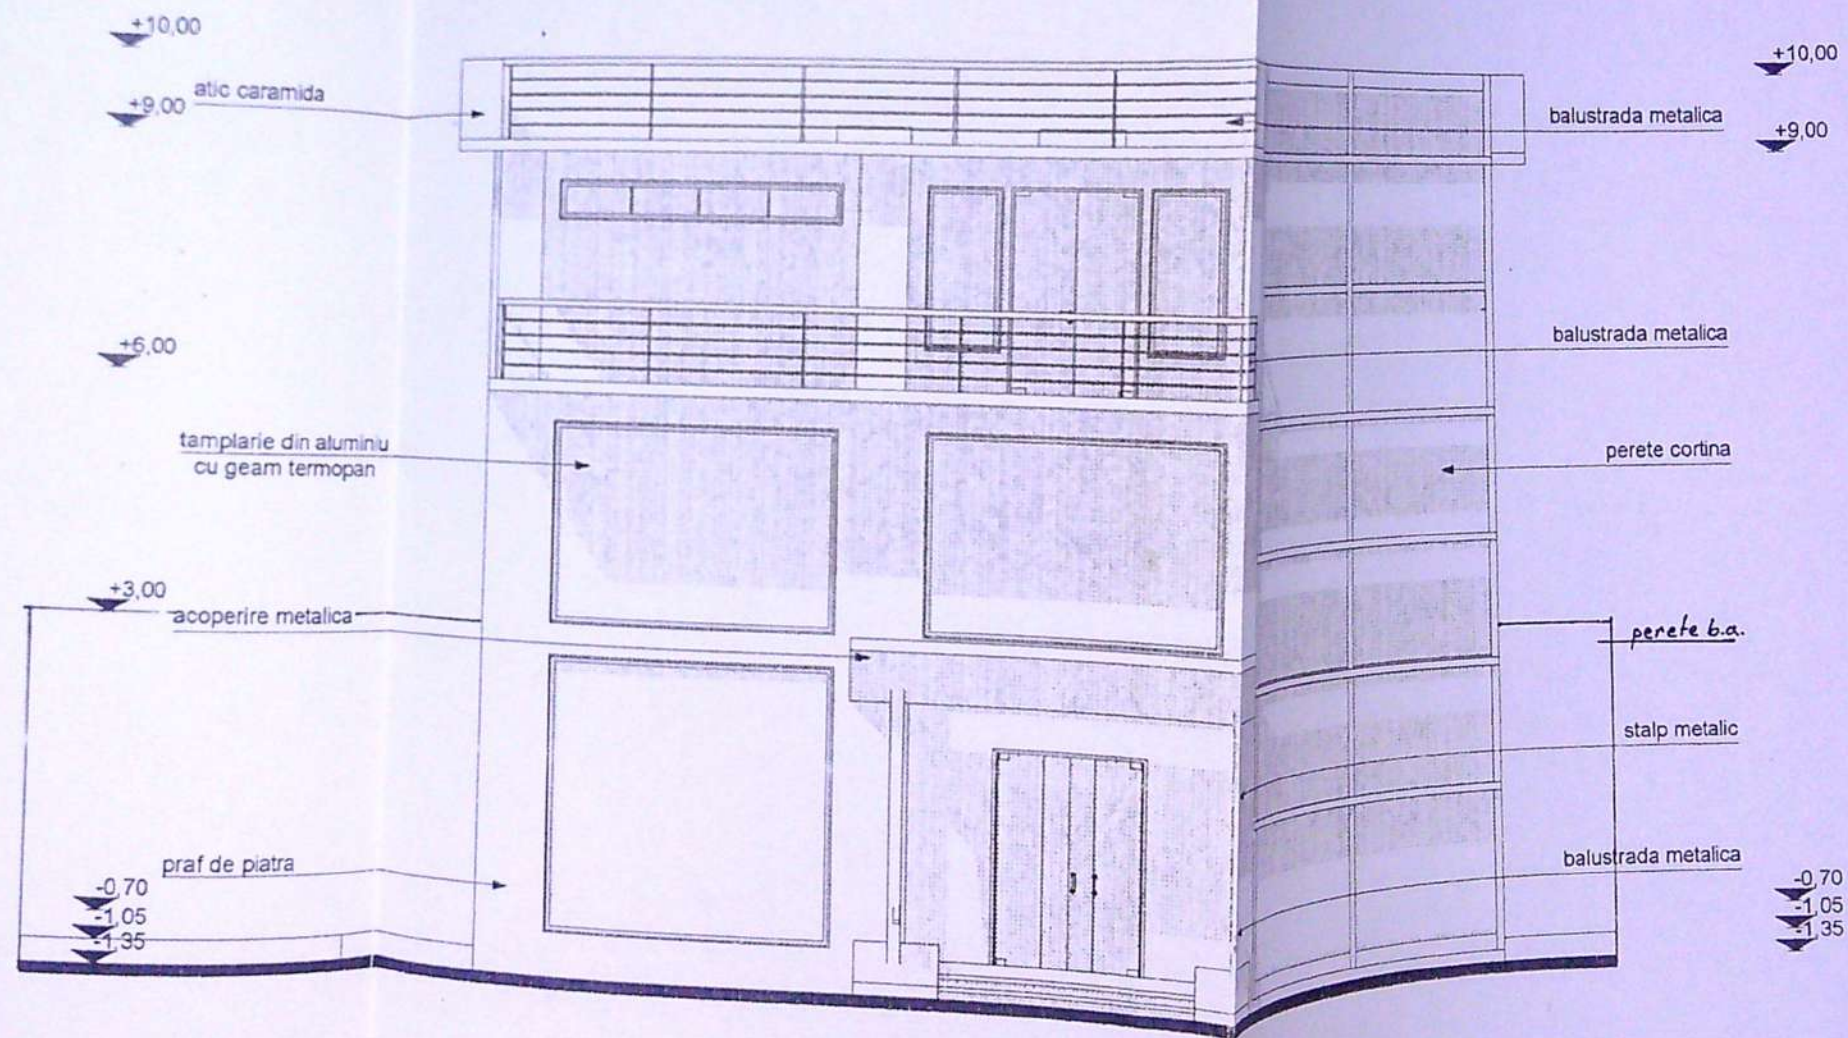 +10,00
atic caramida
+9,00
+6,00
tamplarie din aluminiu
cu geam termopan
+3,00
acoperire metalica
praf de piatra
-0,70
-1,05
-1,35
+10,00
balustrada metalica
+9,00
balustrada metalica
perete cortina
perete b.a.
stalp metalic
balustrada metalica
-0,70
-1,05
-1,35